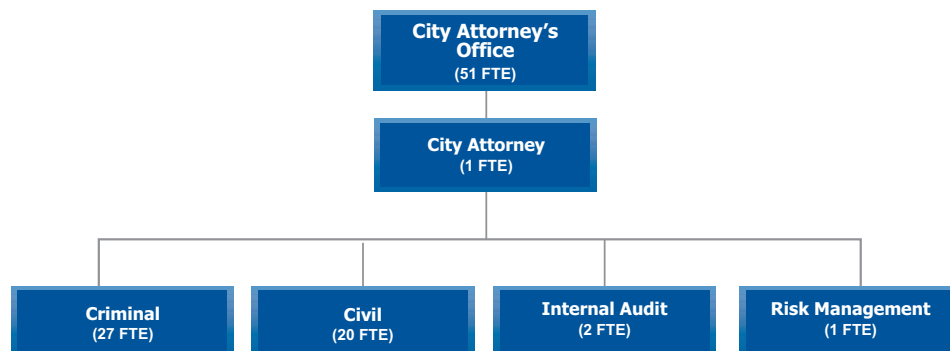 City Attorney's
Office
(51 FTE)
City Attorney
(1 FTE)
Criminal
(27 FTE)
Civil
(20 FTE)
Internal Audit
(2 FTE)
Risk Management
(1 FTE)